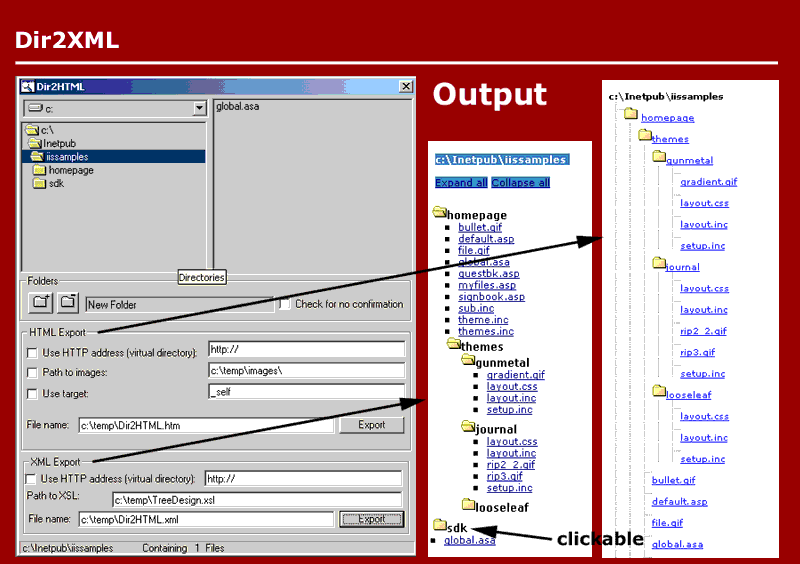 Dir2XML
Dir2HTML
c:
c:\
Inetpub
iissamples
homepage
sdk
global.asa
Directories
Folders
New Folder
Check for no confirmation
HTML Export
Use HTTP address (virtual directory):
http://
Path to images:
c:\temp\images\
Use target:
_self
File name:
c:\temp\Dir2HTML.htm
Export
XML Export
Use HTTP address (virtual directory):
http://
Path to XSL:
c:\temp\TreeDesign.xsl
File name:
c:\temp\Dir2HTML.xml
Export
c:\Inetpub\iissamples
Containing 1 Files
Output
c:\Inetpub\iissamples
Expand all Collapse all
homepage
bullet.gif
default.asp
file.gif
global.asa
guestbk.asp
myfiles.asp
signbook.asp
sub.inc
theme.inc
themes.inc
themes
gunmetal
gradient.gif
layout.css
layout.inc
setup.inc
journal
layout.css
layout.inc
rip2_2.gif
rip3.gif
setup.inc
looseleaf
sdk
global.asa
clickable
c:\Inetpub\iissamples
homepage
themes
gunmetal
gradient.gif
layout.css
layout.inc
setup.inc
journal
layout.css
layout.inc
rip2_2.gif
rip3.gif
setup.inc
looseleaf
layout.css
layout.inc
setup.inc
bullet.gif
default.asp
file.gif
global.asa